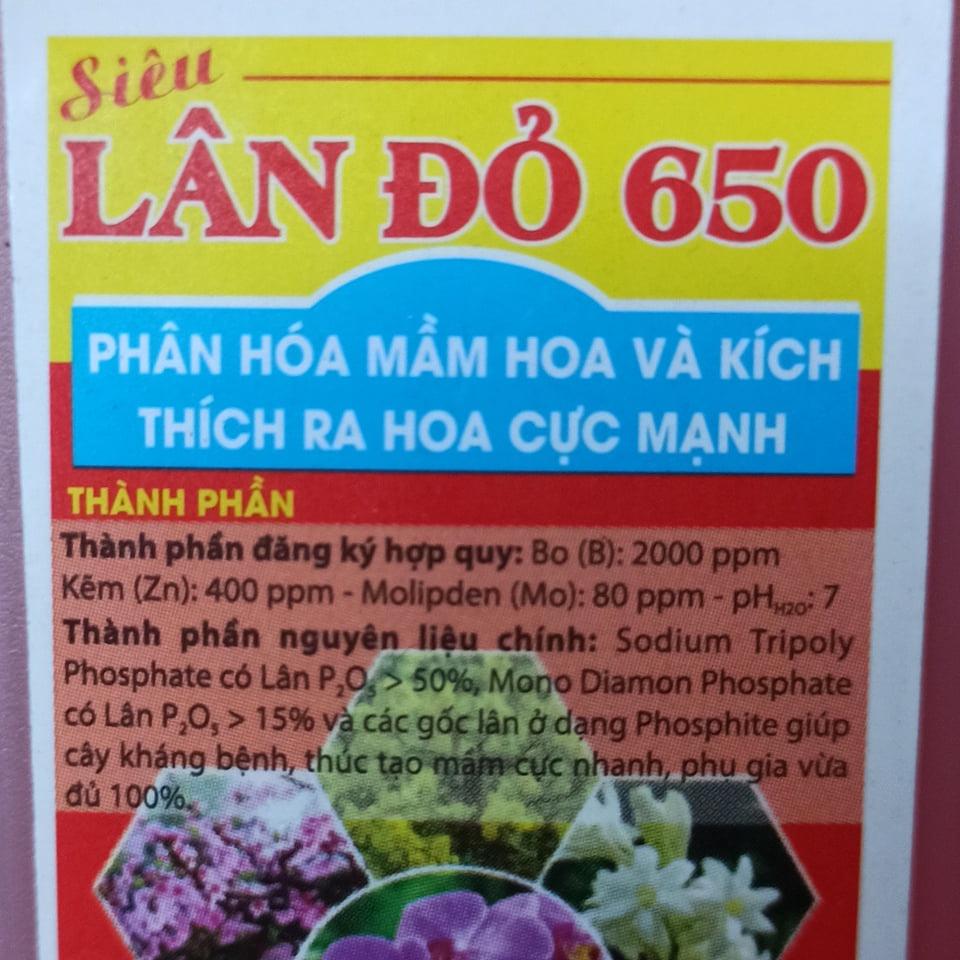 Siêu
LÂN ĐỎ 650
PHÂN HÓA MẦM HOA VÀ KÍCH
THÍCH RA HOA CỰC MẠNH
THÀNH PHẦN
Thành phần đăng ký hợp quy: Bo (B): 2000 ppm
Kẽm (Zn): 400 ppm - Molipden (Mo): 80 ppm - pHH2O: 7
Thành phần nguyên liệu chính: Sodium Tripoly
Phosphate có Lân P2O5 > 50%, Mono Diamon Phosphate
có Lân P2O5 > 15% và các gốc lân ở dạng Phosphite giúp
cây kháng bệnh, thúc tạo mầm cực nhanh, phụ gia vừa
đủ 100%.